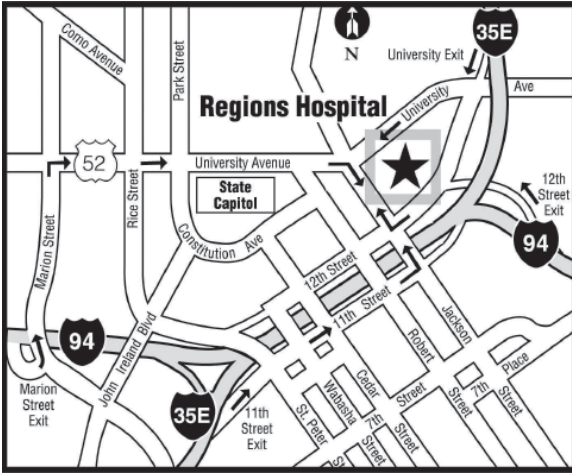 Como Avenue
Park Street
N
University Exit
35E
University
Ave
Regions Hospital
52
University Avenue
State
Capitol
12th
Street
Exit
94
Marion Street
Rice Street
Constitution Ave
12th Street
11th Street
John Ireland Blvd
94
Marion
Street
Exit
35E
11th
Street
Exit
St. Peter
St
Wabasha
Cedar
7th
Street
Robert
Street
Jackson
Street
7th
Street
Place